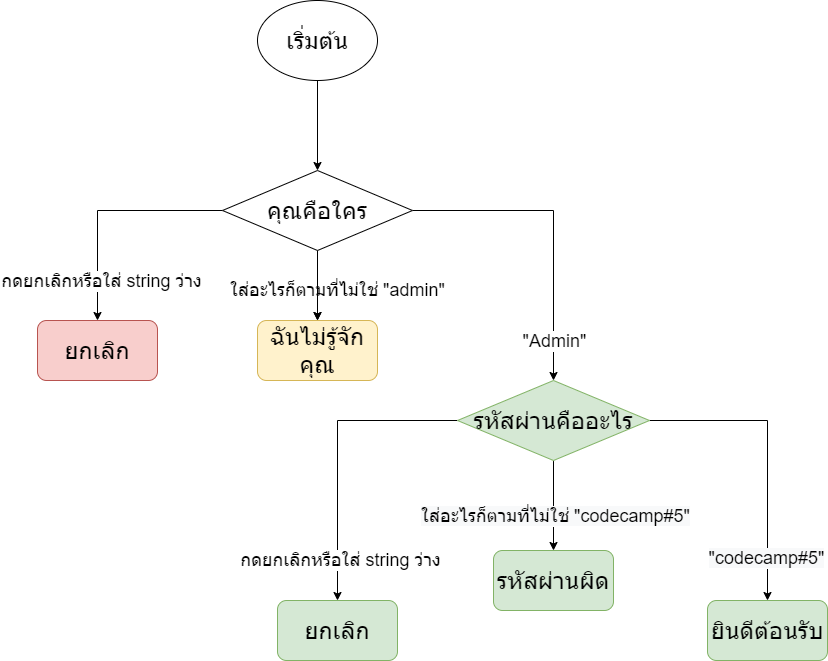 เริ่มต้น
คุณคือใคร
กดยกเลิกหรือใส่ string ว่าง
ใส่อะไรก็ตามที่ไม่ใช่ "admin"
"Admin"
ยกเลิก
ฉันไม่รู้จัก
คุณ
รหัสผ่านคืออะไร
กดยกเลิกหรือใส่ string ว่าง
ใส่อะไรก็ตามที่ไม่ใช่ "codecamp#5"
"codecamp#5"
ยกเลิก
รหัสผ่านผิด
ยินดีต้อนรับ